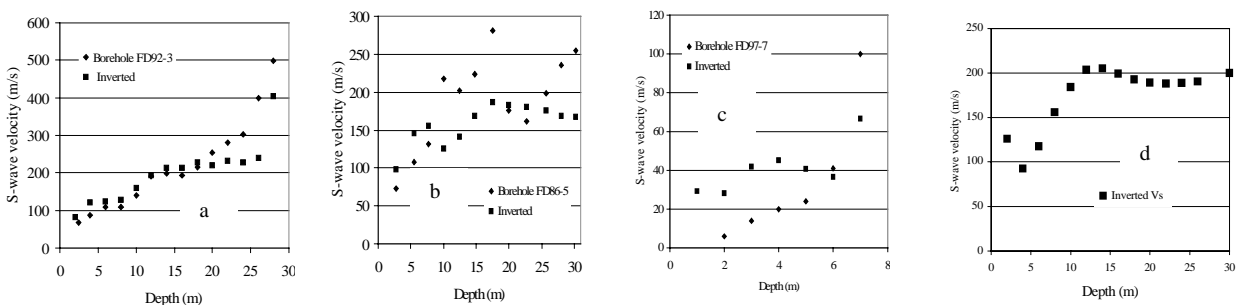 S-wave velocity (m/s)
600
500
400
300
200
100
0
Borehole FD92-3
Inverted
a
0 5 10 15 20 25 30
Depth (m)
S-wave velocity (m/s)
300
250
200
150
100
50
0
b
Borehole FD86-5
Inverted
0 5 10 15 20 25 30
Depth (m)
S-wave velocity (m/s)
120
100
80
60
40
20
0
Borehole FD97-7
Inverted
c
0 2 4 6 8
Depth (m)
S-wave velocity (m/s)
250
200
150
100
50
d
Inverted Vs
0 5 10 15 20 25 30
Depth (m)